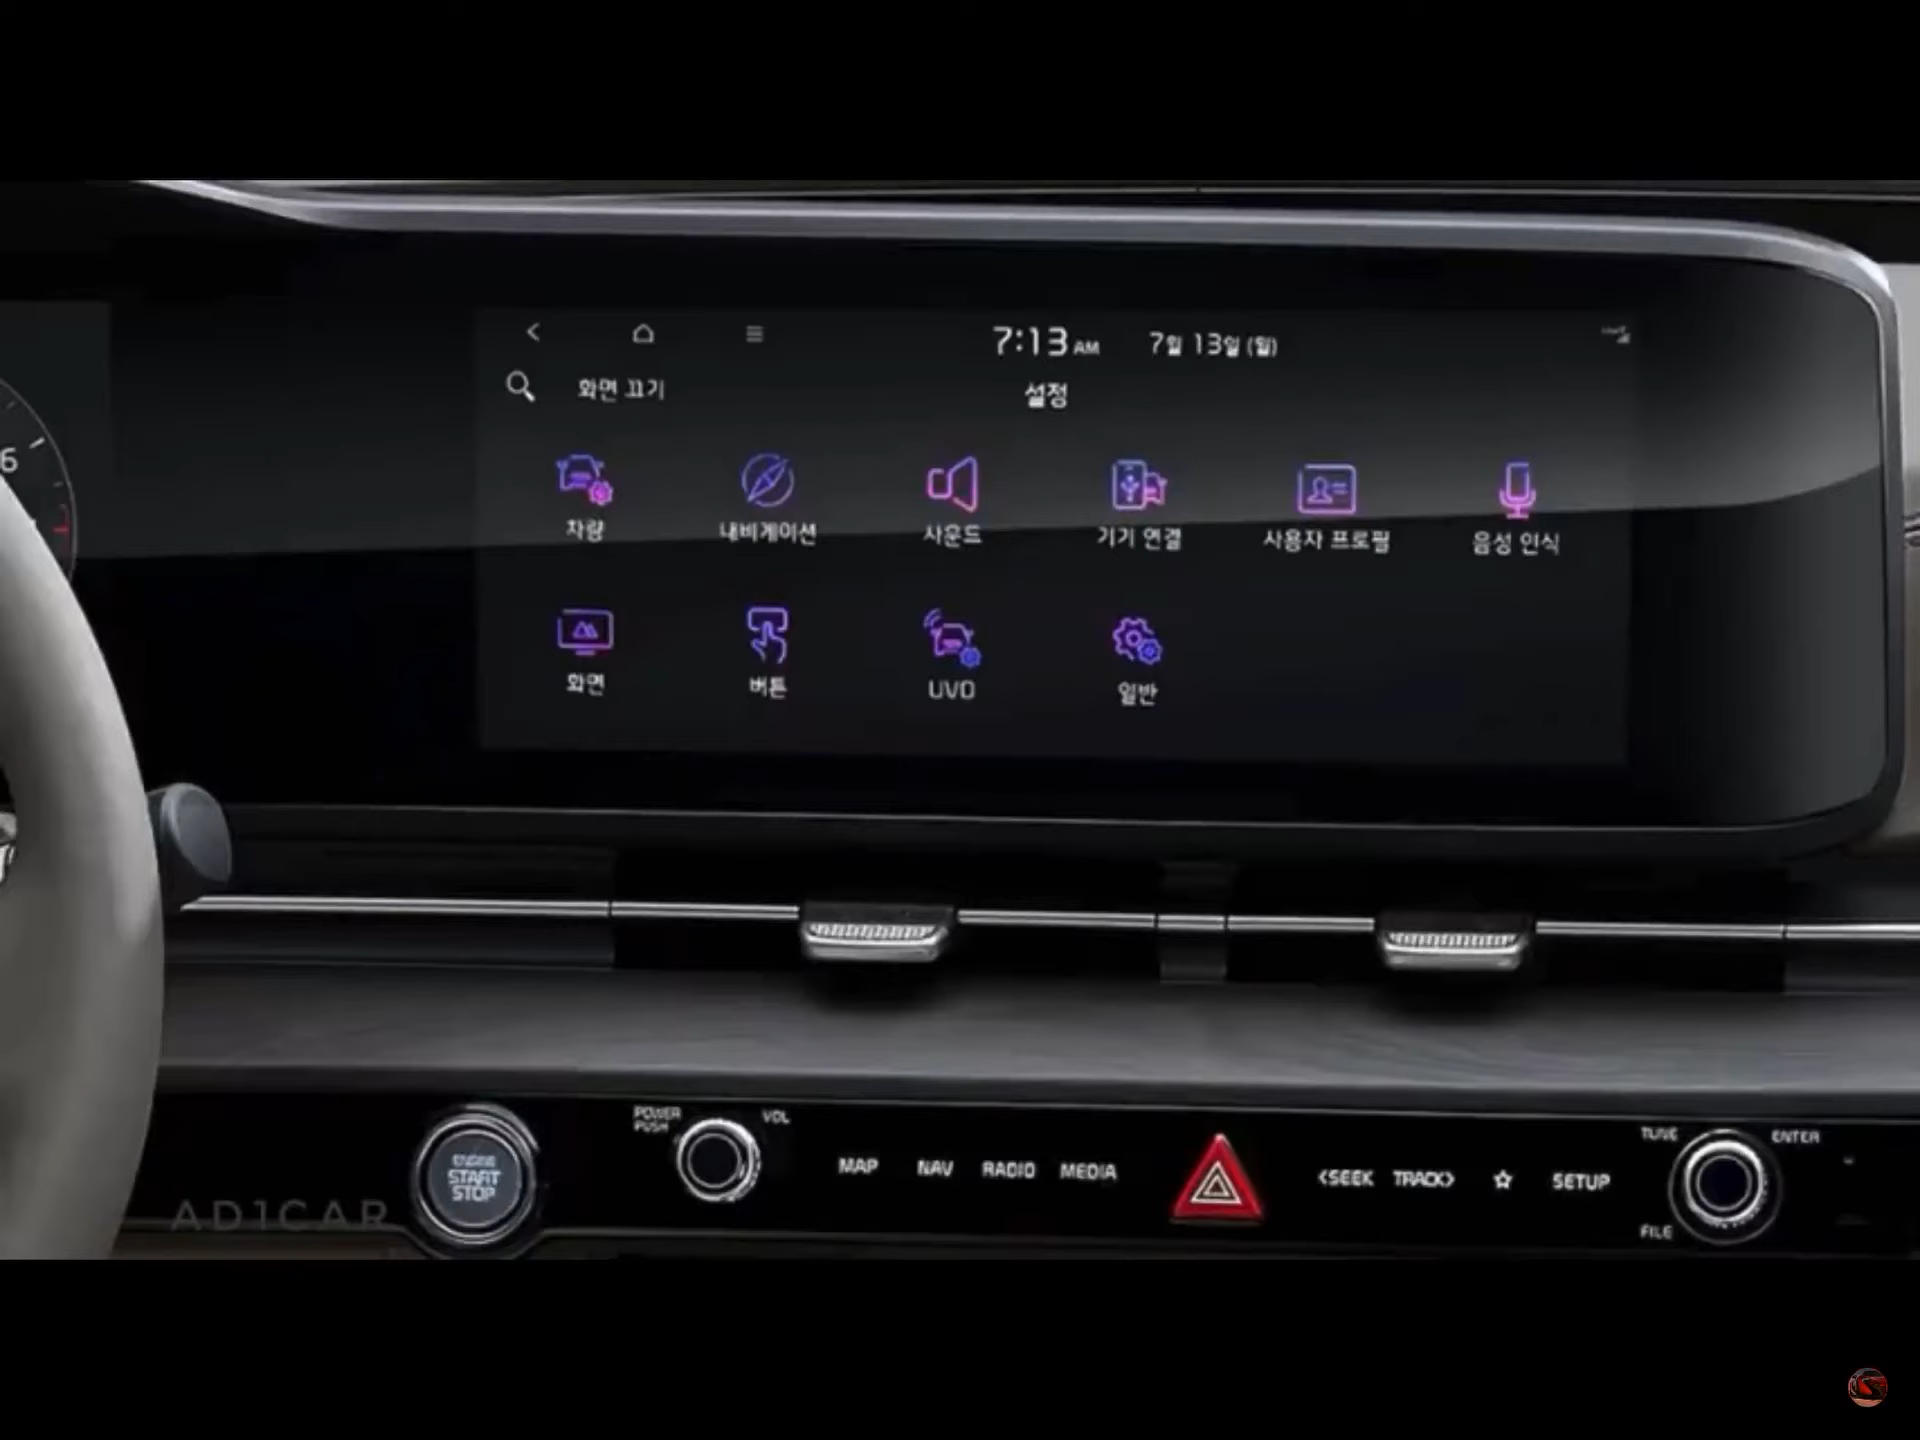 6
7:13 AM 7월 13일 (월)
화면 끄기
설정
차량 내비게이션 사운드 기기 연결 사용자 프로필 음성 인식
화면 버튼 UVO 일반
POWER PUSH VOL
ENGINE START STOP
MAP NAV RADIO MEDIA
<SEEK TRACK> SETUP
TUNE ENTER
FILE
AD1CAR